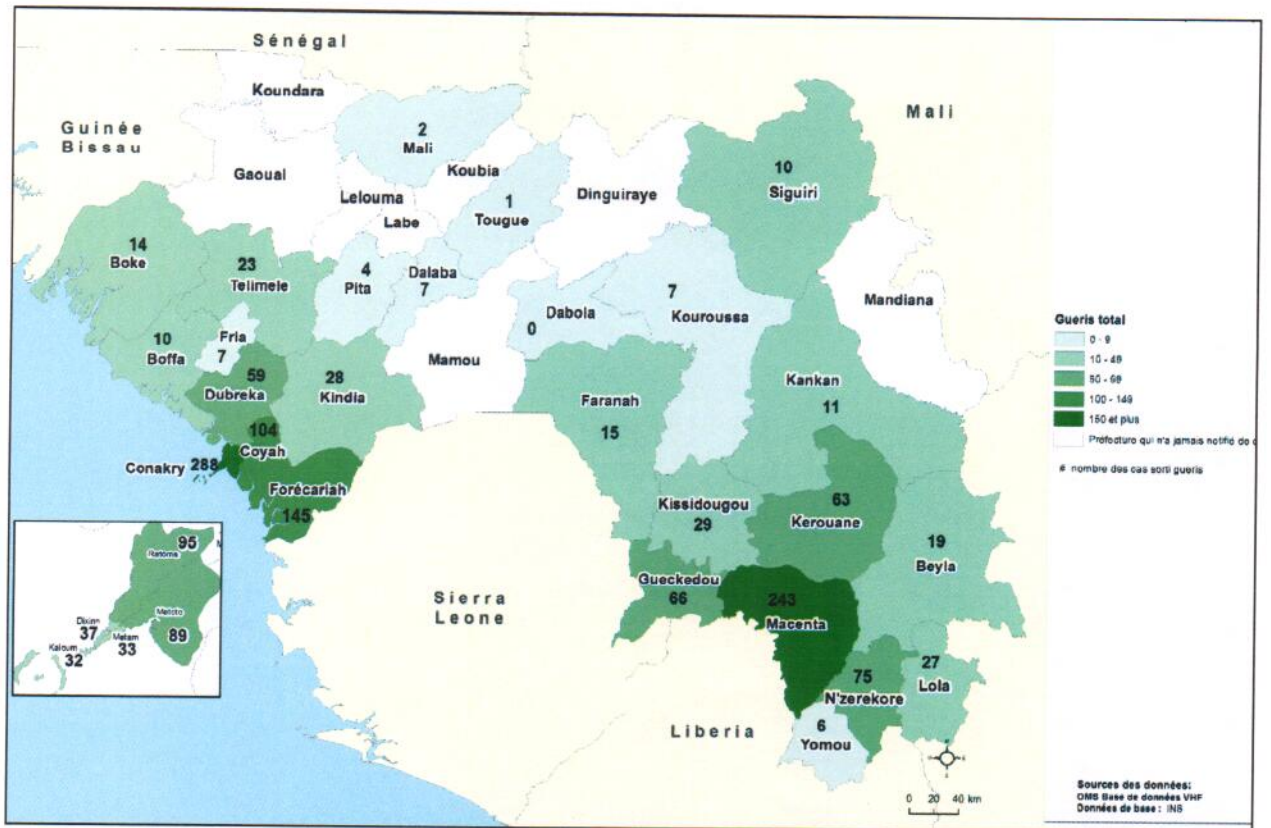 Sénégal
Koundara
Guinée
Bissau
2
Mali
Mali
Gaoual
Koubia
Lelouma
Labe
1
Tougue
Dinguiraye
10
Siguiri
14
Boke
23
Telimele
4
Pita
Dalaba
7
Mandiana
7
Kouroussa
Dabola
0
10
Boffa
Fria
7
Mamou
59
Dubreka
28
Kindia
Faranah
15
Kankan
11
104
Coyah
Conakry
288
Forécariah
145
Kissidougou
29
63
Kerouane
19
Beyla
Gueckedou
66
243
Macenta
Sierra
Leone
75
N'zerekore
27
Lola
6
Yomou
Liberia
95
Ratoma
Matoto
89
Dixinn
37
Matam
33
Kaloum
32
Gueris total
0 - 9
10 - 49
50 - 99
100 - 149
150 et plus
Préfecture qui n'a jamais notifié de c
# nombre des cas sorti gueris
0 20 40 km
Sources des données:
OMS Base de données VHF
Données de base : INS